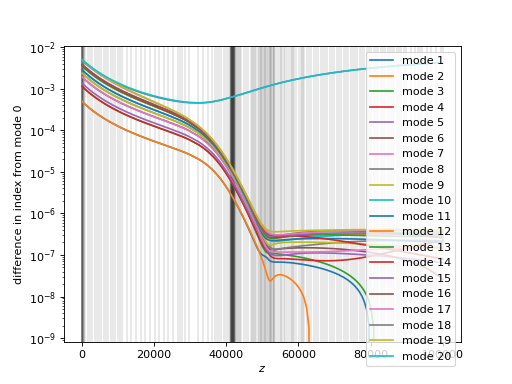 10⁻²
10⁻³
10⁻⁴
10⁻⁵
10⁻⁶
10⁻⁷
10⁻⁸
10⁻⁹
difference in index from mode 0
0 20000 40000 60000 80000
z
mode 1
mode 2
mode 3
mode 4
mode 5
mode 6
mode 7
mode 8
mode 9
mode 10
mode 11
mode 12
mode 13
mode 14
mode 15
mode 16
mode 17
mode 18
mode 19
mode 20